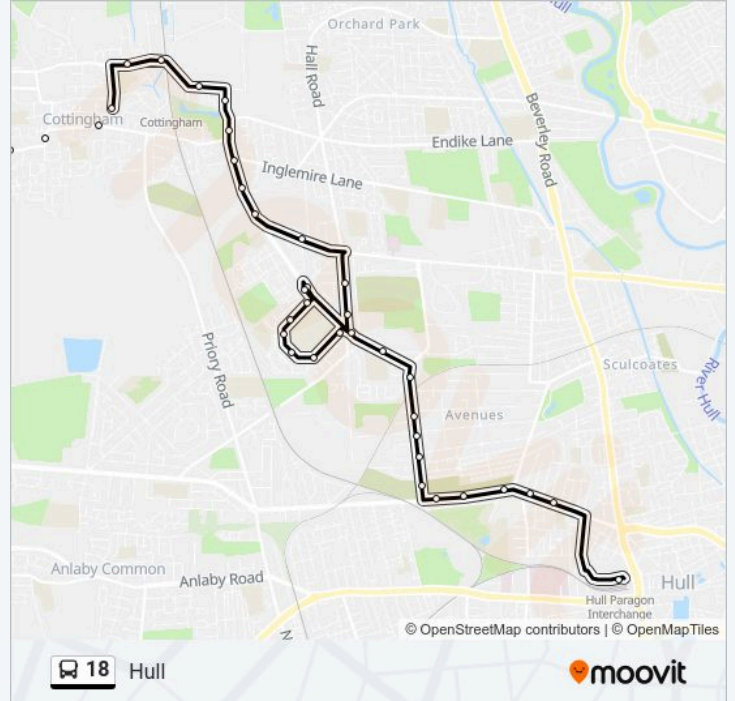 Hull
Orchard Park
Hall Road
Beverley Road
Cottingham
Cottingham
Endike Lane
Inglemire Lane
Priory Road
Sculcoates
River Hull
Avenues
Anlaby Common
Anlaby Road
Hull
Hull Paragon
Interchange
N
© OpenStreetMap contributors | © OpenMapTiles
18 Hull
moovit